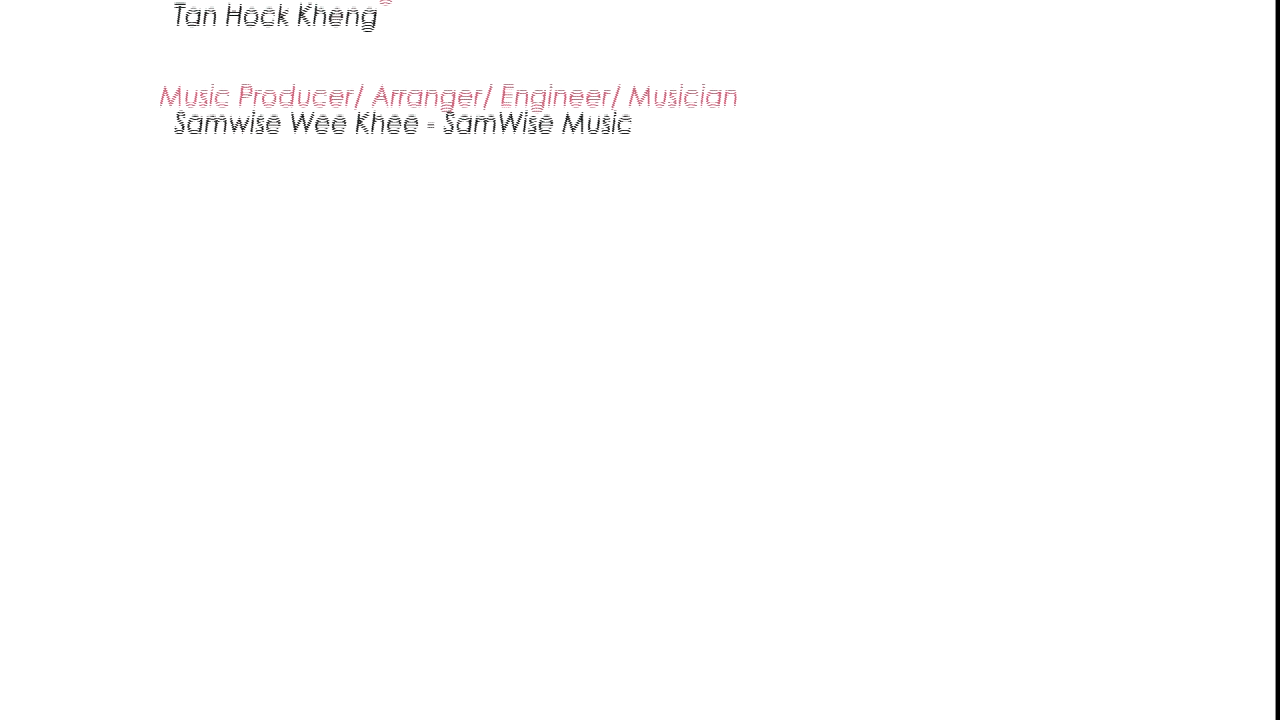 Tan Hock Kheng
Music Producer/ Arranger/ Engineer/ Musician
Samwise Wee Khee - SamWise Music